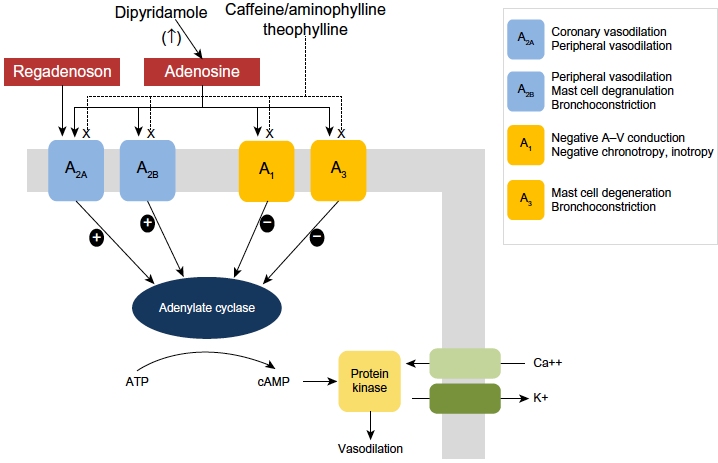 Dipyridamole
(↑)
Caffeine/aminophylline
theophylline
Regadenoson
Adenosine
X
X
X
X
A2A
A2B
A1
A3
+
+
−
−
Adenylate cyclase
ATP
cAMP
Protein
kinase
Vasodilation
Ca++
K+
A2A
Coronary vasodilation
Peripheral vasodilation
A2B
Peripheral vasodilation
Mast cell degranulation
Bronchoconstriction
A1
Negative A–V conduction
Negative chronotropy, inotropy
A3
Mast cell degeneration
Bronchoconstriction